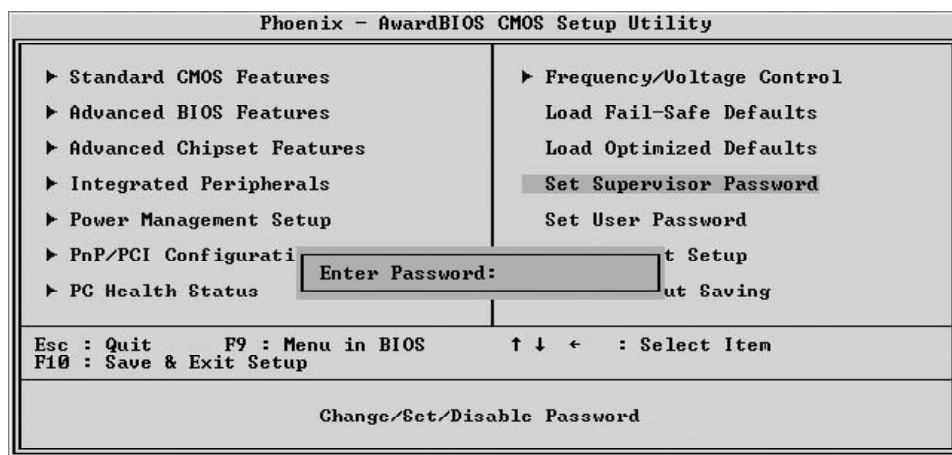 Phoenix - AwardBIOS CMOS Setup Utility
▶ Standard CMOS Features
▶ Advanced BIOS Features
▶ Advanced Chipset Features
▶ Integrated Peripherals
▶ Power Management Setup
▶ PnP/PCI Configurati
▶ PC Health Status
▶ Frequency/Voltage Control
Load Fail-Safe Defaults
Load Optimized Defaults
Set Supervisor Password
Set User Password
t Setup
ut Saving
Enter Password:
Esc : Quit F9 : Menu in BIOS ↑ ↓ ← : Select Item
F10 : Save & Exit Setup
Change/Set/Disable Password